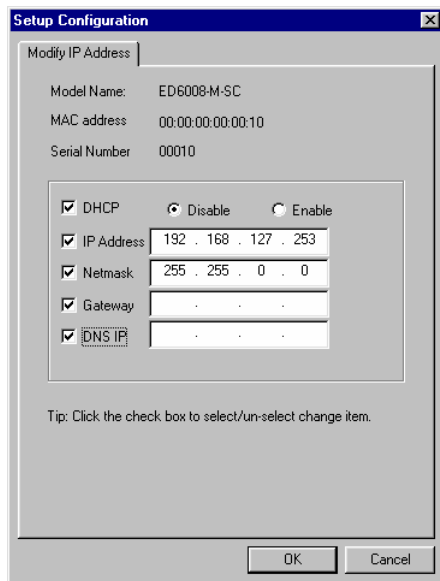 Setup Configuration
Modify IP Address
Model Name: ED6008-M-SC
MAC address 00:00:00:00:00:10
Serial Number 00010
DHCP Disable Enable
IP Address 192 . 168 . 127 . 253
Netmask 255 . 255 . 0 . 0
Gateway . . .
DNS IP . . .
Tip: Click the check box to select/un-select change item.
OK Cancel